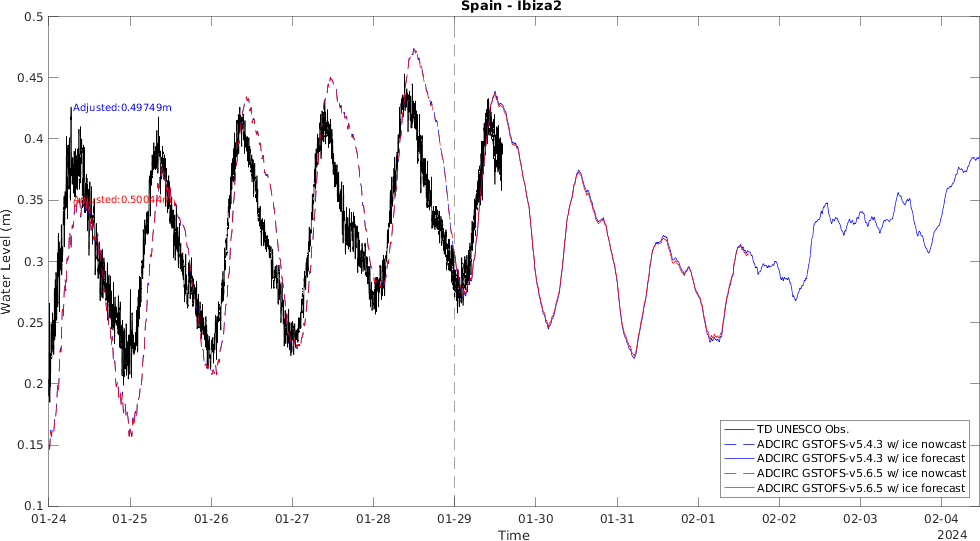 Spain - Ibiza2
0.5
0.45
0.4
0.35
0.3
0.25
0.2
0.15
0.1
Water Level (m)
Adjusted:0.49749m
Adjusted:0.50044m
TD UNESCO Obs.
ADCIRC GSTOFS-v5.4.3 w/ ice nowcast
ADCIRC GSTOFS-v5.4.3 w/ ice forecast
ADCIRC GSTOFS-v5.6.5 w/ ice nowcast
ADCIRC GSTOFS-v5.6.5 w/ ice forecast
01-24 01-25 01-26 01-27 01-28 01-29 01-30 01-31 02-01 02-02 02-03 02-04
Time
2024